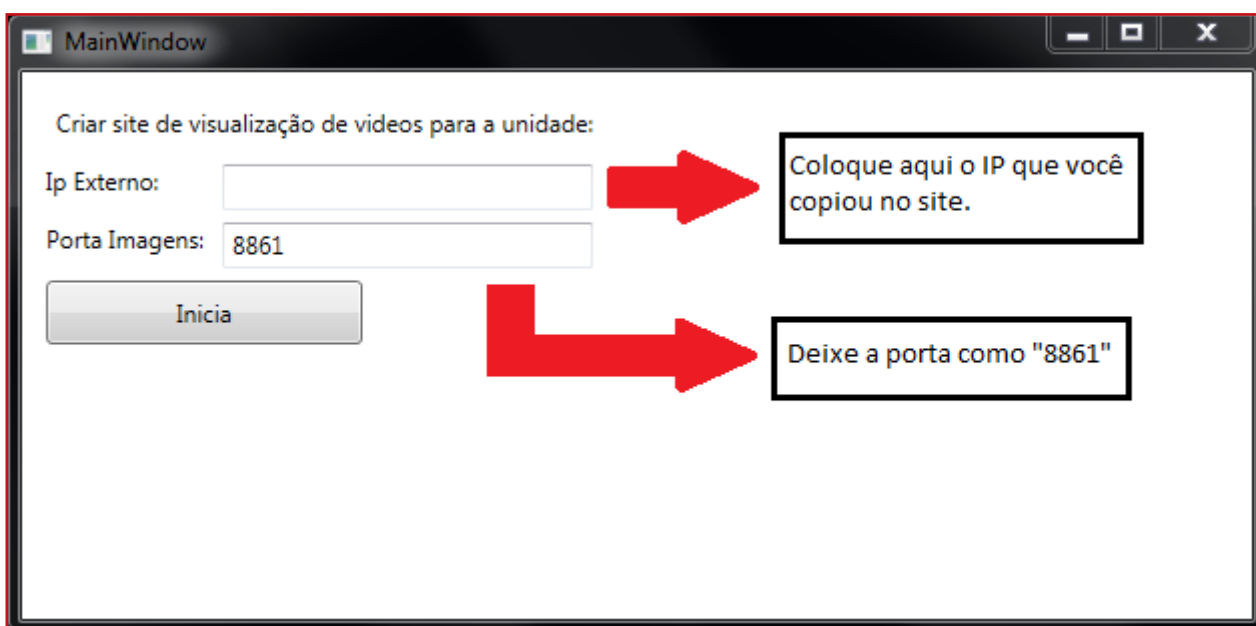 MainWindow
Criar site de visualização de videos para a unidade:
Ip Externo:
Coloque aqui o IP que você
copiou no site.
Porta Imagens:
8861
Inicia
Deixe a porta como "8861"